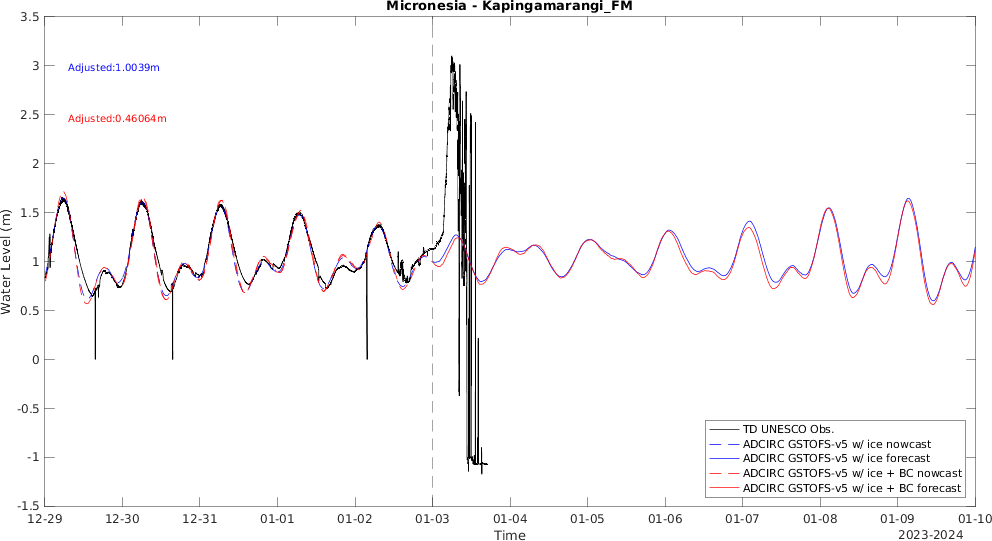 Micronesia - Kapingamarangi_FM
Adjusted:1.0039m
Adjusted:0.46064m
Water Level (m)
3.5
3
2.5
2
1.5
1
0.5
0
-0.5
-1
-1.5
TD UNESCO Obs.
ADCIRC GSTOFS-v5 w/ ice nowcast
ADCIRC GSTOFS-v5 w/ ice forecast
ADCIRC GSTOFS-v5 w/ ice + BC nowcast
ADCIRC GSTOFS-v5 w/ ice + BC forecast
12-29 12-30 12-31 01-01 01-02 01-03 01-04 01-05 01-06 01-07 01-08 01-09 01-10
Time
2023-2024